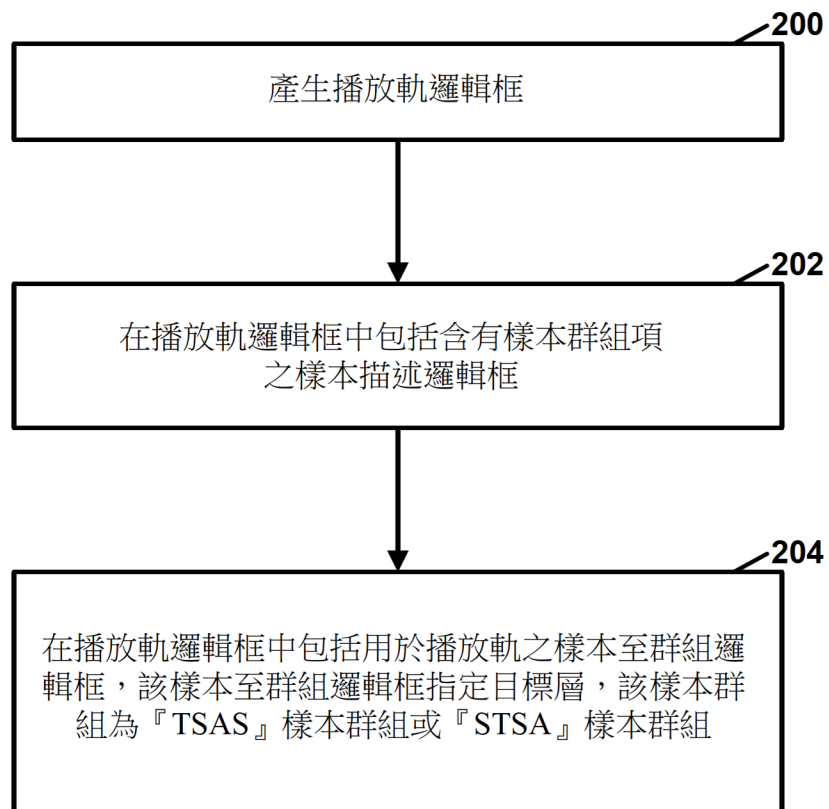 200
產生播放軌邏輯框
202
在播放軌邏輯框中包括含有樣本群組項
之樣本描述邏輯框
204
在播放軌邏輯框中包括用於播放軌之樣本至群組邏
輯框，該樣本至群組邏輯框指定目標層，該樣本群
組為『TSAS』樣本群組或『STSA』樣本群組